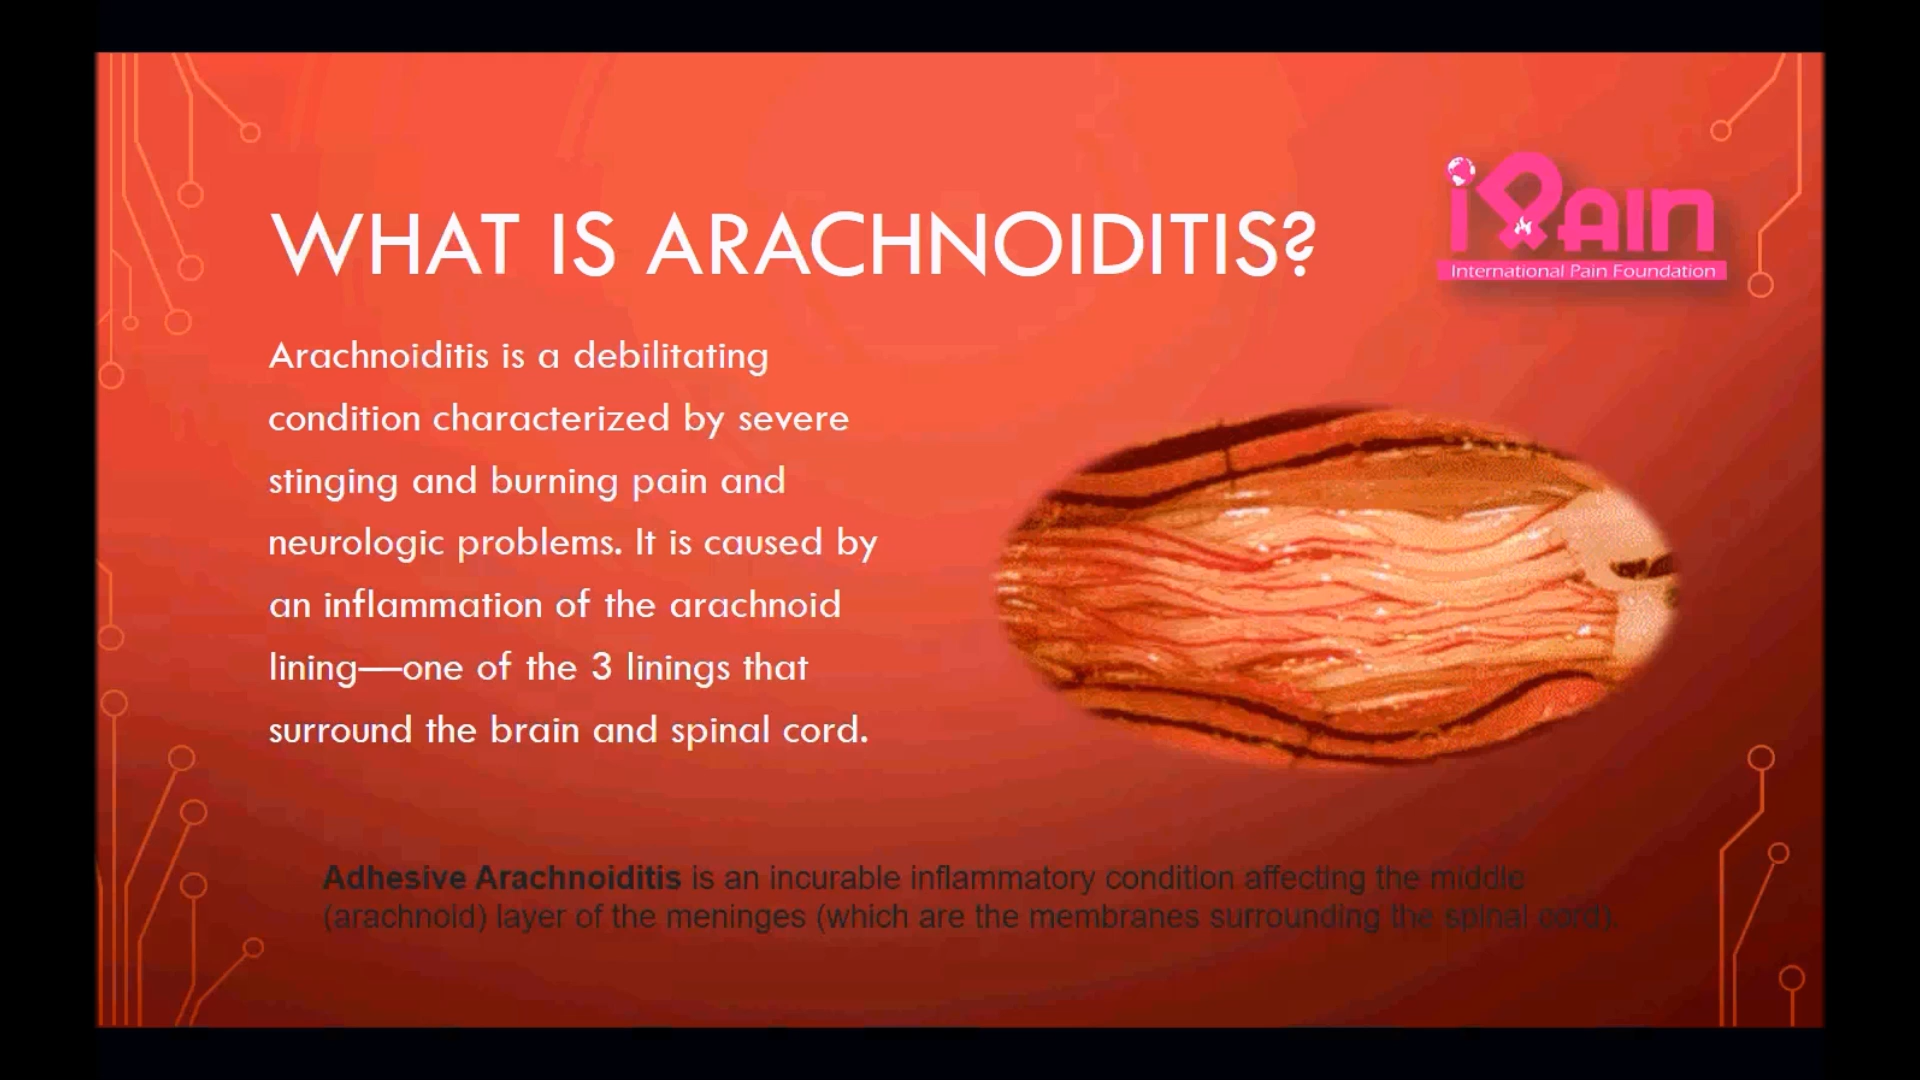 WHAT IS ARACHNOIDITIS?
iPAIN
International Pain Foundation
Arachnoiditis is a debilitating
condition characterized by severe
stinging and burning pain and
neurologic problems. It is caused by
an inflammation of the arachnoid
lining—one of the 3 linings that
surround the brain and spinal cord.
Adhesive Arachnoiditis is an incurable inflammatory condition affecting the middle
(arachnoid) layer of the meninges (which are the membranes surrounding the spinal cord).